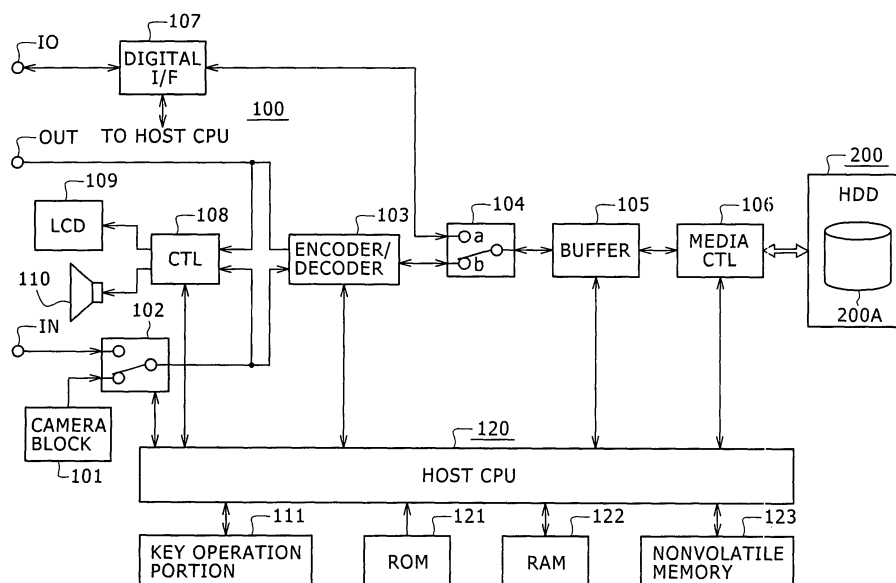 107
IO
DIGITAL
I/F
100
TO HOST CPU
OUT
109
LCD
108
CTL
103
ENCODER/
DECODER
104
a
b
105
BUFFER
106
MEDIA
CTL
200
HDD
200A
110
IN
102
CAMERA
BLOCK
101
120
HOST CPU
111
KEY OPERATION
PORTION
121
ROM
122
RAM
123
NONVOLATILE
MEMORY